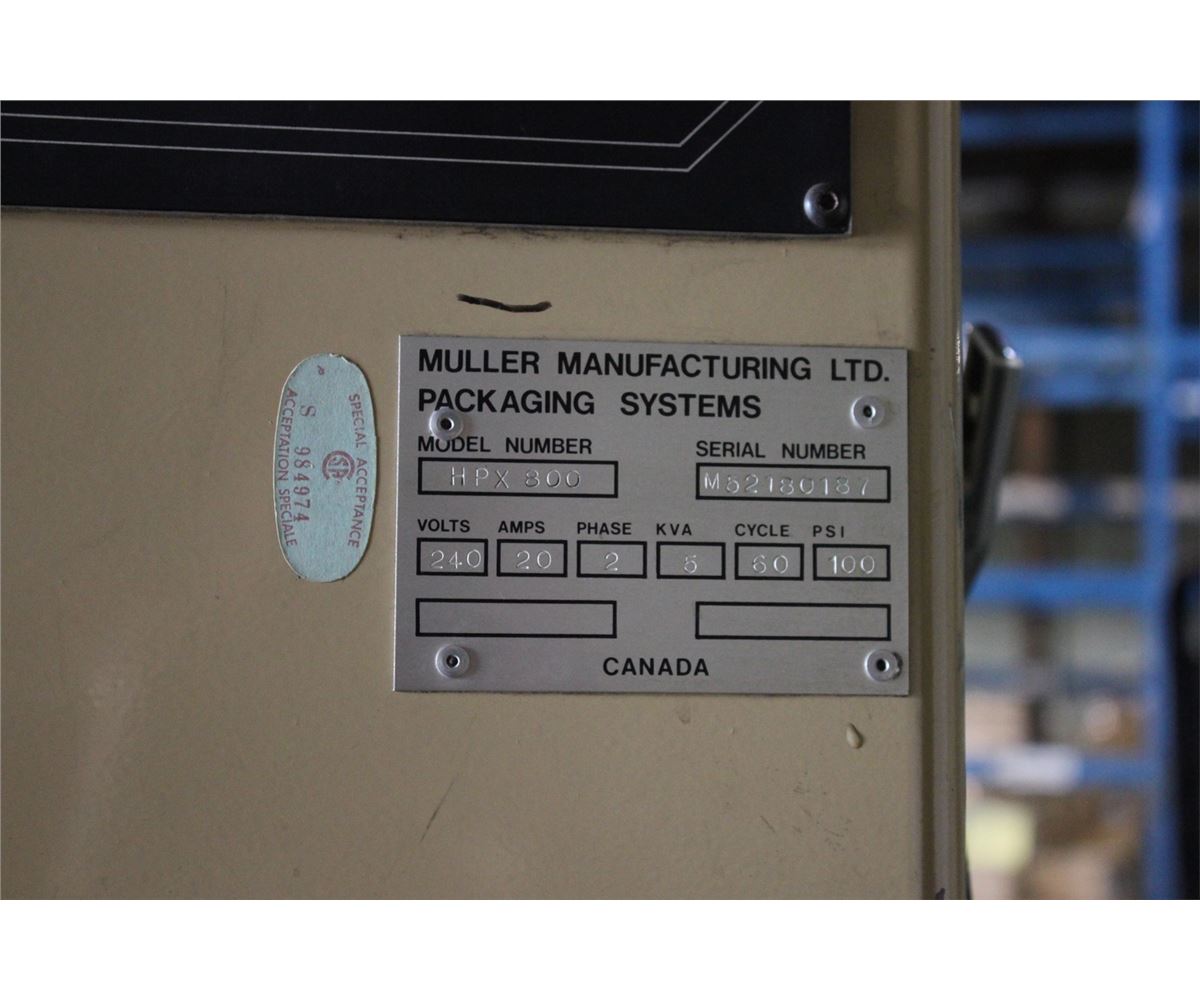 SPECIAL ACCEPTANCE
CSA
S 984974
ACCEPTATION SPECIALE
MULLER MANUFACTURING LTD.
PACKAGING SYSTEMS
MODEL NUMBER SERIAL NUMBER
HPX 800 M52180187
VOLTS AMPS PHASE KVA CYCLE PSI
240 20 2 5 60 100
CANADA